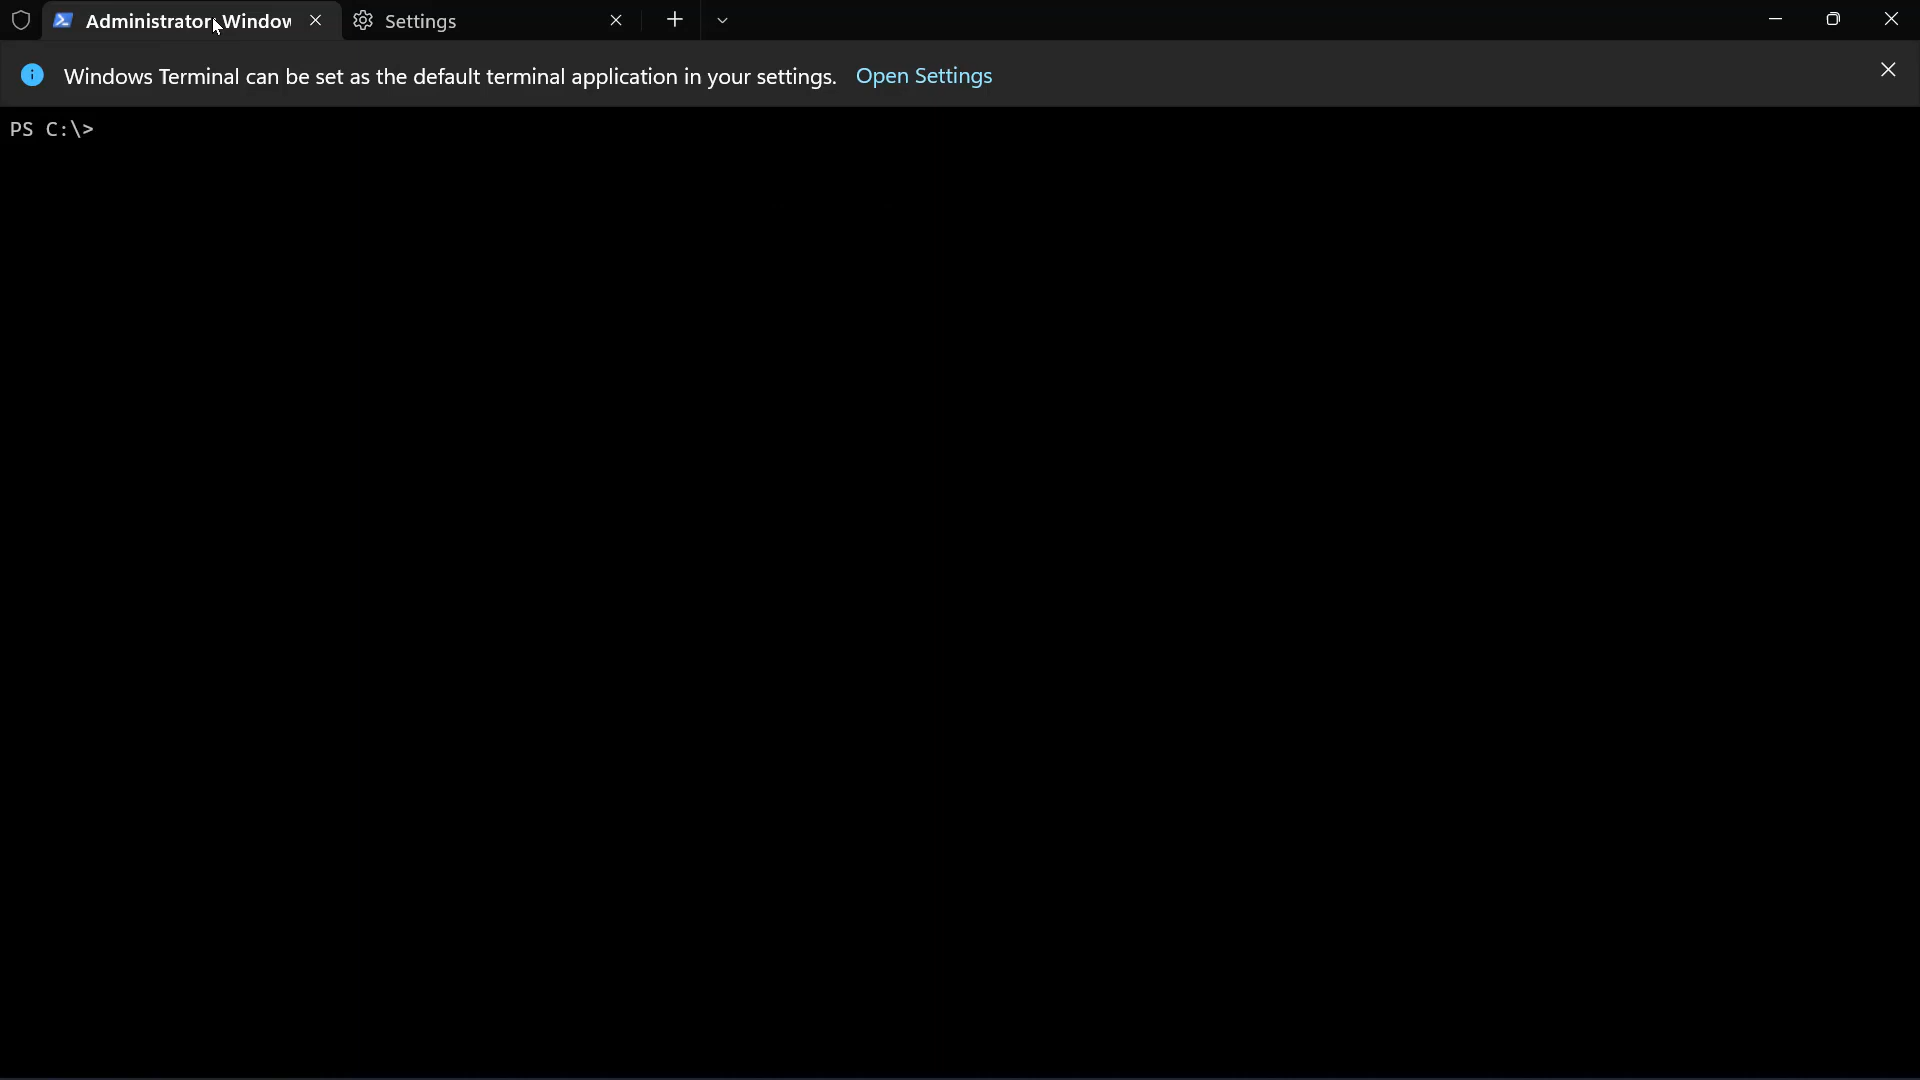 Administrator: Window
Settings
Windows Terminal can be set as the default terminal application in your settings. Open Settings
PS C:\>